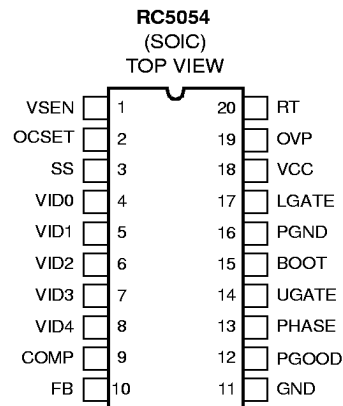 RC5054
(SOIC)
TOP VIEW
VSEN 1 20 RT
OCSET 2 19 OVP
SS 3 18 VCC
VID0 4 17 LGATE
VID1 5 16 PGND
VID2 6 15 BOOT
VID3 7 14 UGATE
VID4 8 13 PHASE
COMP 9 12 PGOOD
FB 10 11 GND